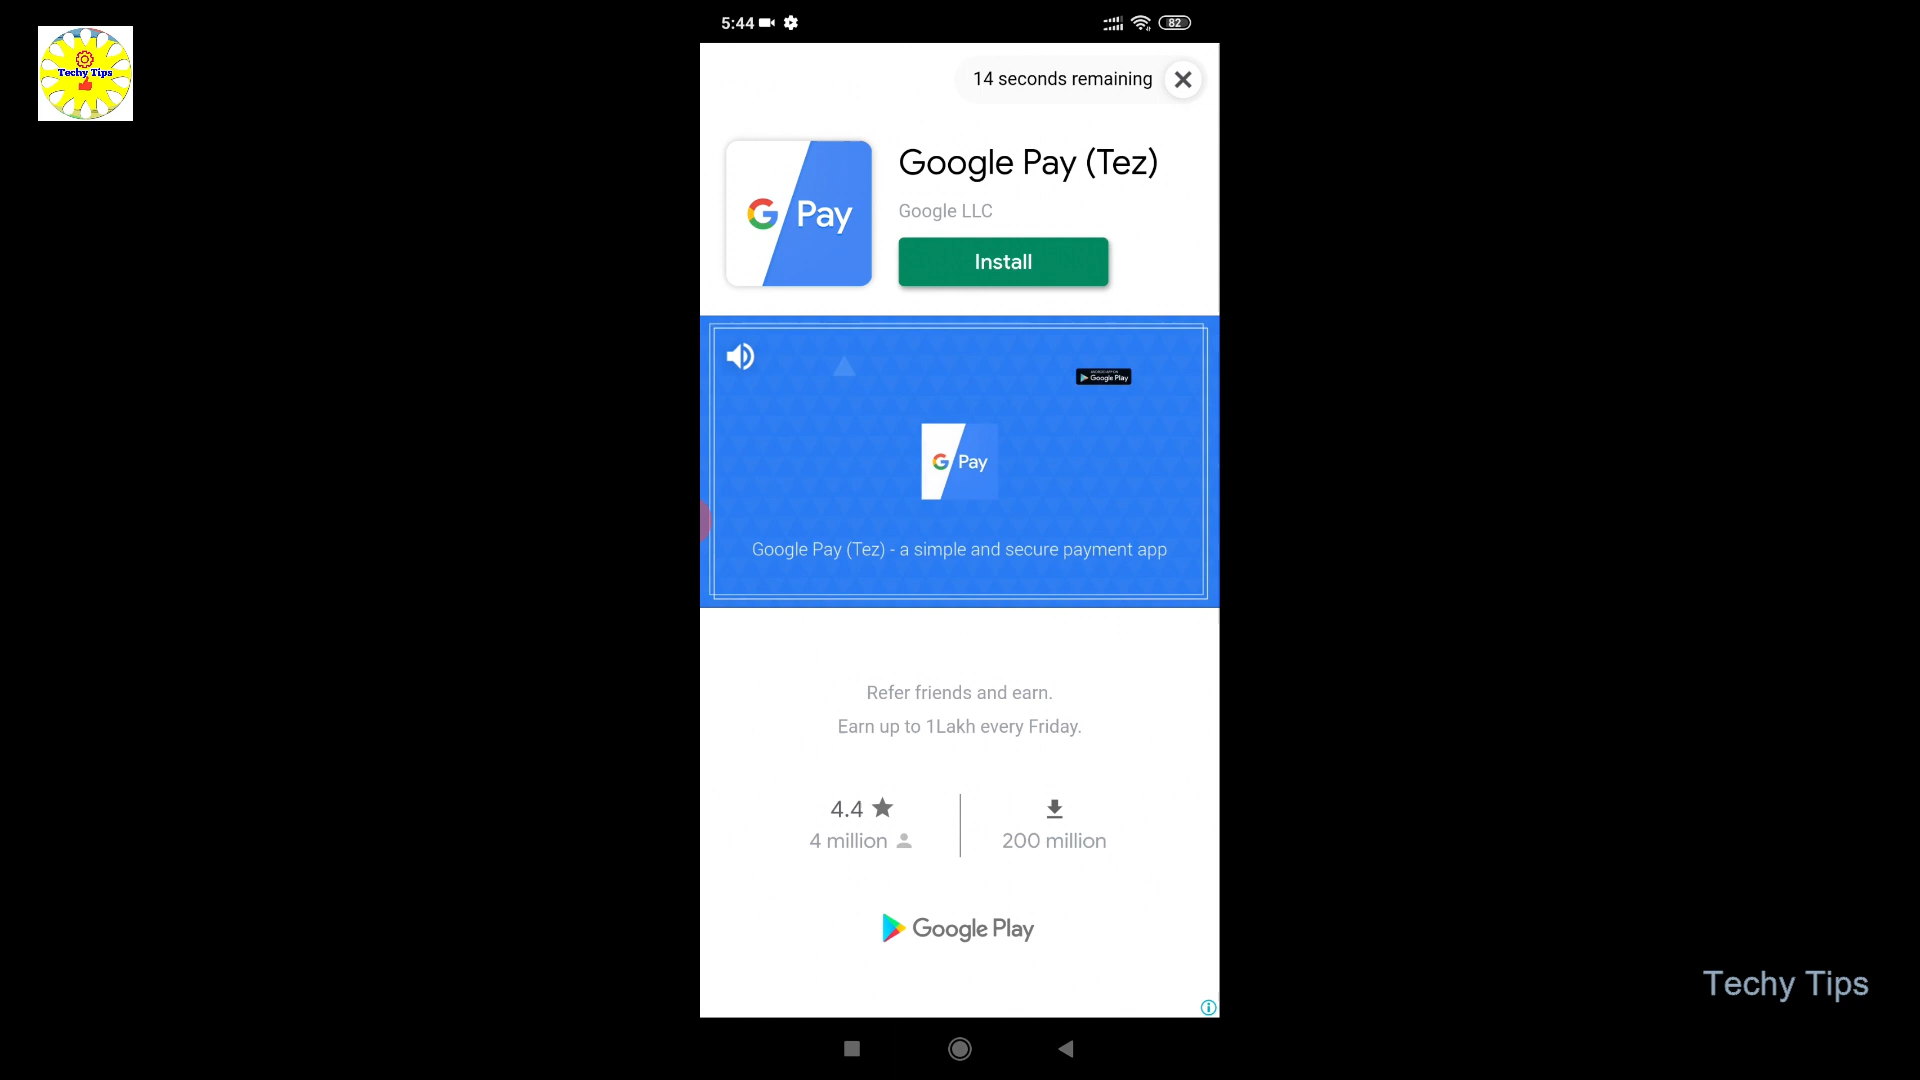 5:44
82
Techy Tips
14 seconds remaining
Google Pay (Tez)
Google LLC
G Pay
Install
Google Play
G Pay
Google Pay (Tez) - a simple and secure payment app
Refer friends and earn.
Earn up to 1Lakh every Friday.
4.4
4 million
200 million
Google Play
Techy Tips